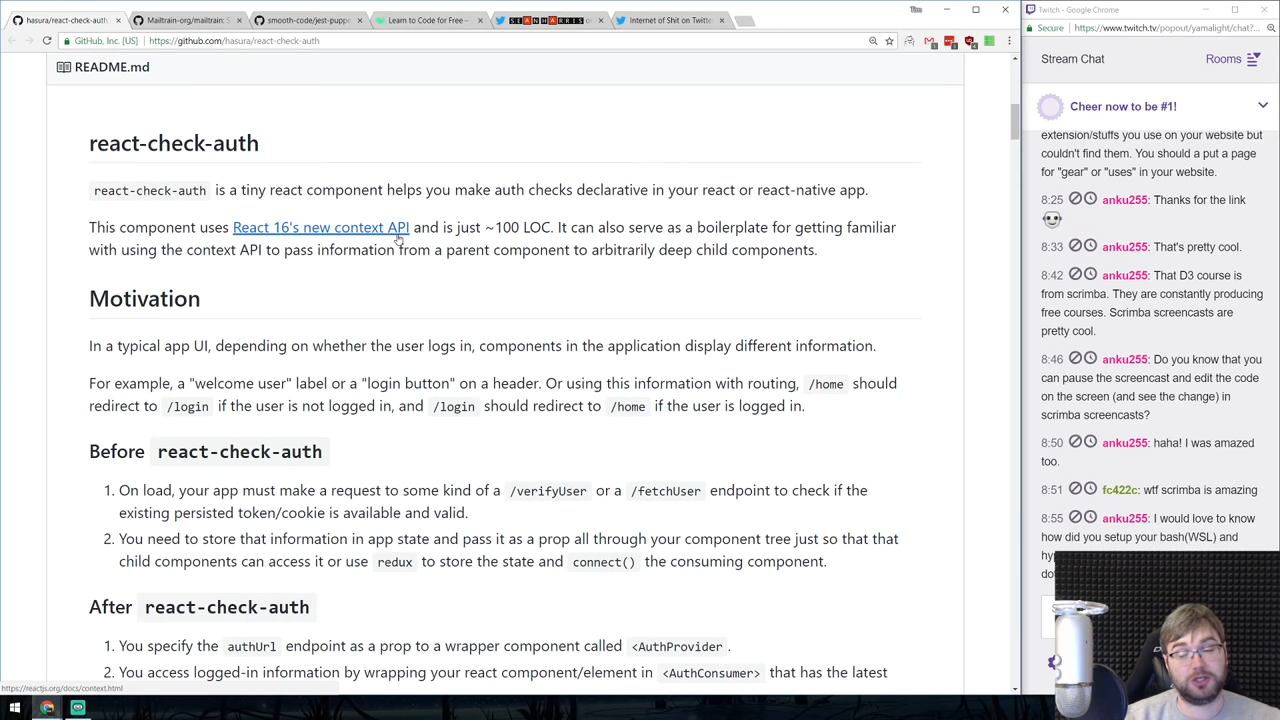 hasura/react-check-auth
Mailtrain-org/mailtrain: S
smooth-code/jest-puppe
Learn to Code for Free –
SEANHARRIS on
Internet of Shit on Twitte
Tim
Twitch - Google Chrome
GitHub, Inc. [US]
https://github.com/hasura/react-check-auth
Secure
https://www.twitch.tv/popout/yamalight/chat?
README.md
react-check-auth
react-check-auth is a tiny react component helps you make auth checks declarative in your react or react-native app.
This component uses React 16's new context API and is just ~100 LOC. It can also serve as a boilerplate for getting familiar
with using the context API to pass information from a parent component to arbitrarily deep child components.
Motivation
In a typical app UI, depending on whether the user logs in, components in the application display different information.
For example, a "welcome user" label or a "login button" on a header. Or using this information with routing, /home should
redirect to /login if the user is not logged in, and /login should redirect to /home if the user is logged in.
Before react-check-auth
1. On load, your app must make a request to some kind of a /verifyUser or a /fetchUser endpoint to check if the
existing persisted token/cookie is available and valid.
2. You need to store that information in app state and pass it as a prop all through your component tree just so that that
child components can access it or use redux to store the state and connect() the consuming component.
After react-check-auth
1. You specify the authUrl endpoint as a prop to a wrapper component called <AuthProvider .
2. You access logged-in information by wrapping your react component/element in <AuthConsumer> that has the latest
https://reactjs.org/docs/context.html
Stream Chat
Rooms
Cheer now to be #1!
extension/stuffs you use on your website but
couldn't find them. You should a put a page
for "gear" or "uses" in your website.
8:25 anku255: Thanks for the link
8:33 anku255: That's pretty cool.
8:42 anku255: That D3 course is
from scrimba. They are constantly producing
free courses. Scrimba screencasts are
pretty cool.
8:46 anku255: Do you know that you
can pause the screencast and edit the code
on the screen (and see the change) in
scrimba screencasts?
8:50 anku255: haha! I was amazed
too.
8:51 fc422c: wtf scrimba is amazing
8:55 anku255: I would love to know
how did you setup your bash(WSL) and